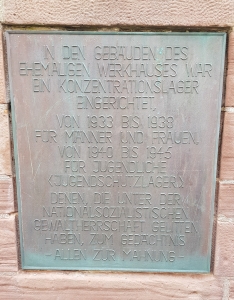 IN DEN GEBÄUDEN DES
EHEMALIGEN WERKHAUSES WAR
EIN KONZENTRATIONSLAGER
EINGERICHTET.
VON 1933 BIS 1939
FÜR MÄNNER UND FRAUEN,
VON 1940 BIS 1945
FÜR JUGENDLICHE
(JUGENDSCHUTZLAGER).
DENEN, DIE UNTER DER
NATIONALSOZIALISTISCHEN
GEWALTHERRSCHAFT GELITTEN
HABEN, ZUM GEDÄCHTNIS
- ALLEN ZUR MAHNUNG -